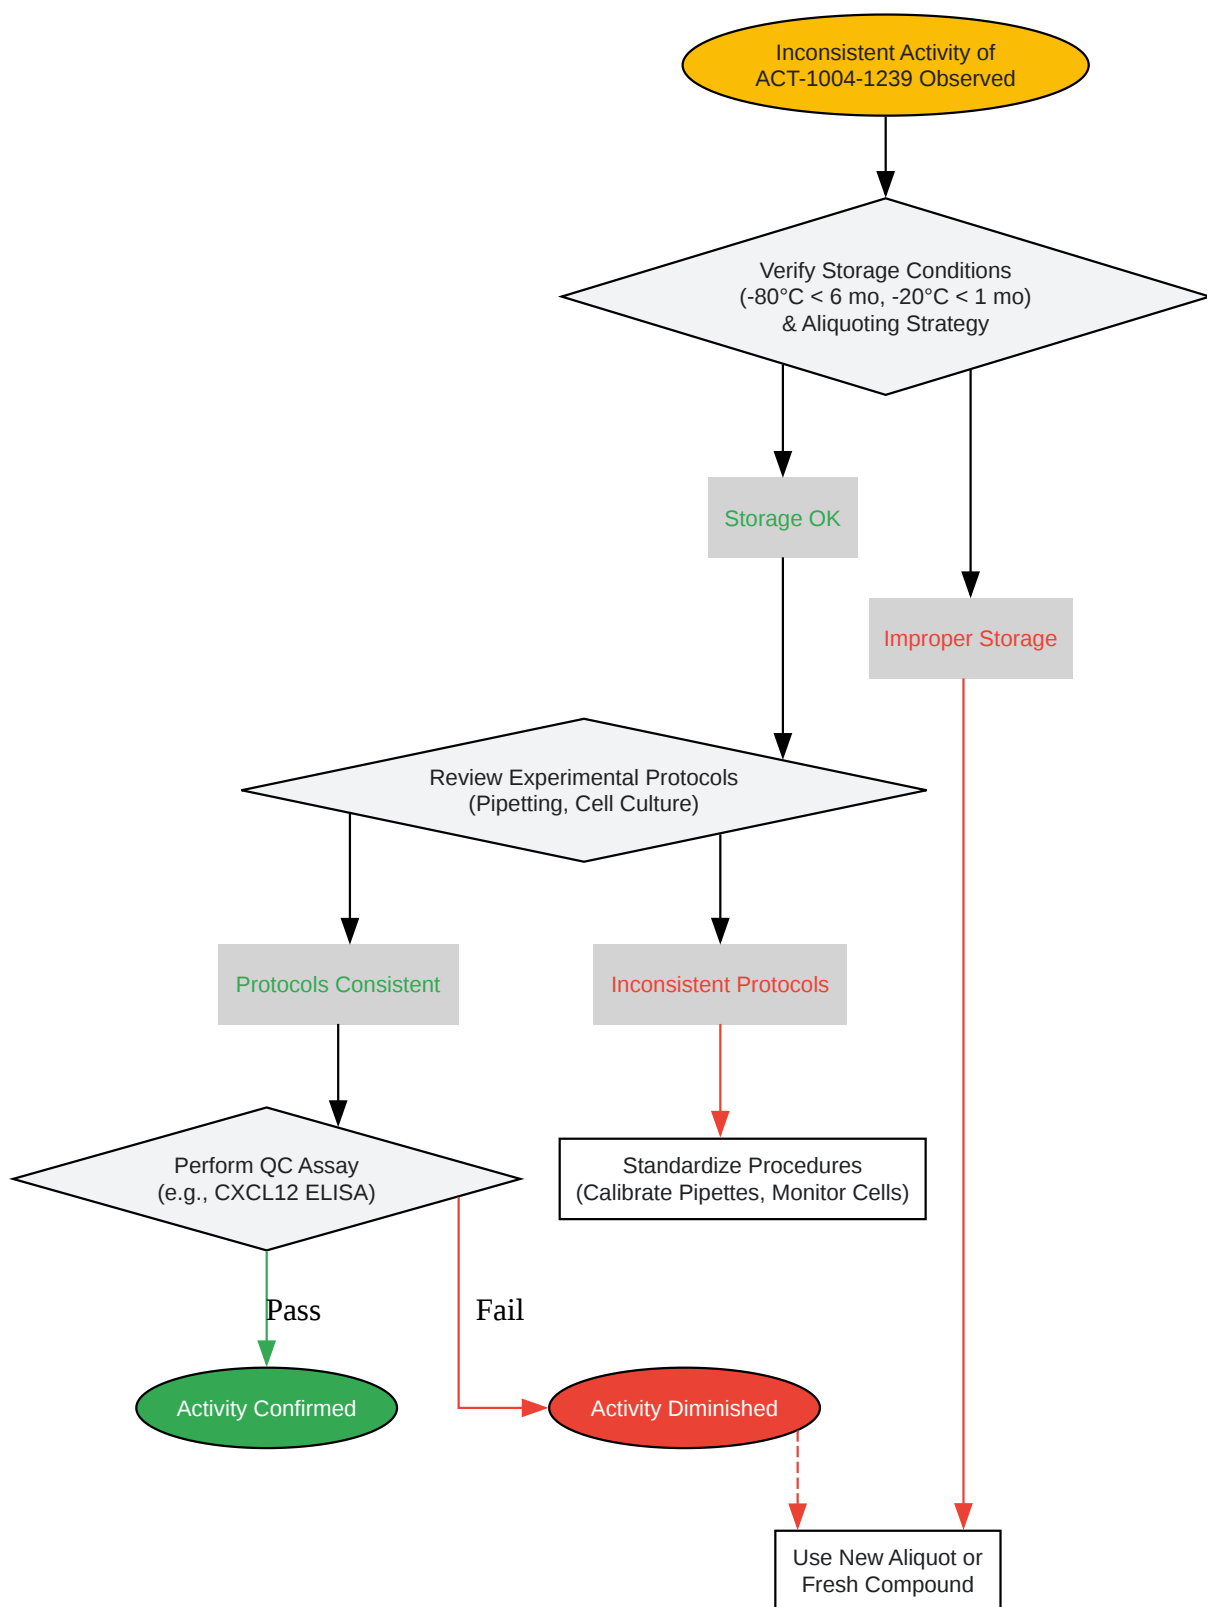 Inconsistent Activity of
ACT-1004-1239 Observed
Verify Storage Conditions
(-80°C < 6 mo, -20°C < 1 mo)
& Aliquoting Strategy
Storage OK
Improper Storage
Review Experimental Protocols
(Pipetting, Cell Culture)
Protocols Consistent
Inconsistent Protocols
Perform QC Assay
(e.g., CXCL12 ELISA)
Standardize Procedures
(Calibrate Pipettes, Monitor Cells)
Pass
Fail
Activity Confirmed
Activity Diminished
Use New Aliquot or
Fresh Compound